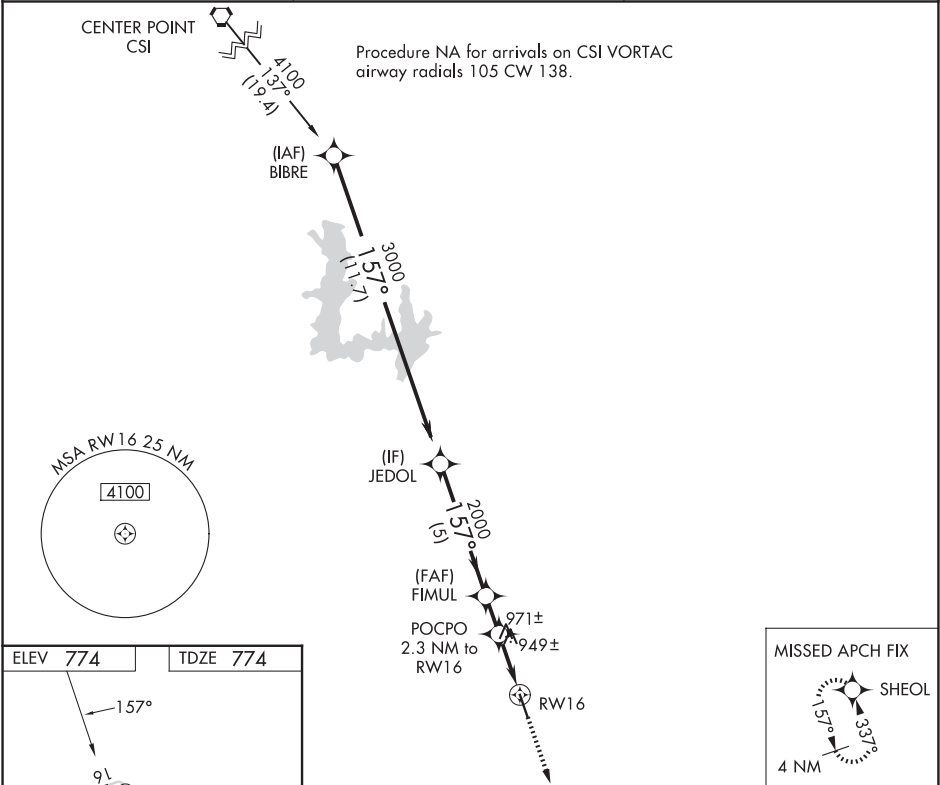 CENTER POINT
CSI
Procedure NA for arrivals on CSI VORTAC
airway radials 105 CW 138.
4100
137°
(19.4)
(IAF)
BIBRE
3000
157°
(11.7)
MSA RW16 25 NM
4100
(IF)
JEDOL
2000
157°
(5)
(FAF)
FIMUL
POCPO
2.3 NM to
RW16
971±
949±
RW16
ELEV 774
TDZE 774
157°
16
MISSED APCH FIX
SHEOL
157°
337°
4 NM